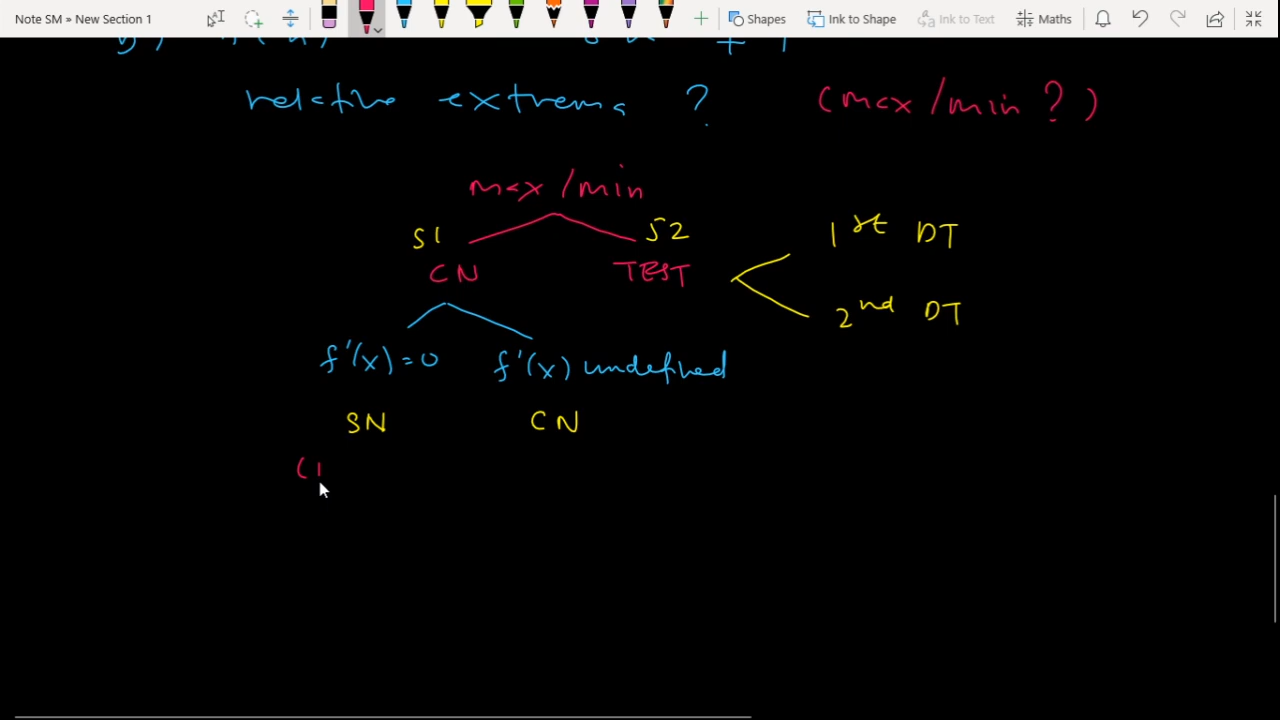 Note SM » New Section 1
Shapes
Ink to Shape
Ink to Text
Maths
relative extrema ? (max/min?)
max/min
S1 S2
CN TEST
1st DT
2nd DT
f'(x)=0 f'(x) undefined
SN CN
(